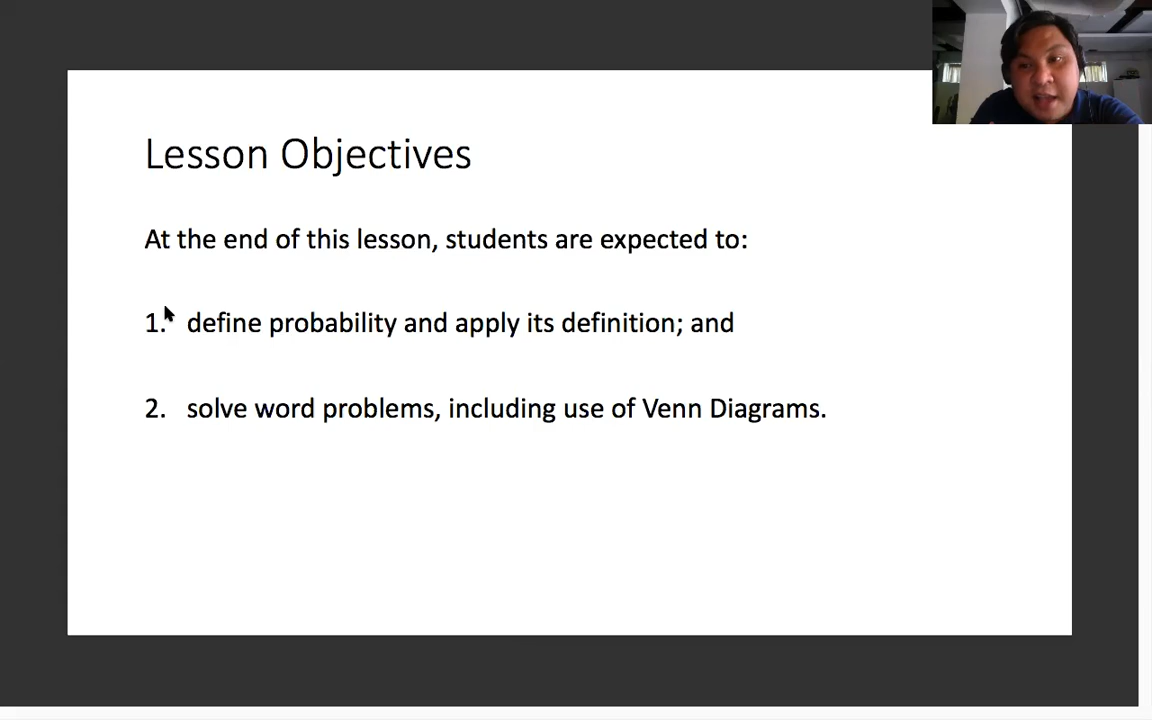 Lesson Objectives
At the end of this lesson, students are expected to:
1. define probability and apply its definition; and
2. solve word problems, including use of Venn Diagrams.